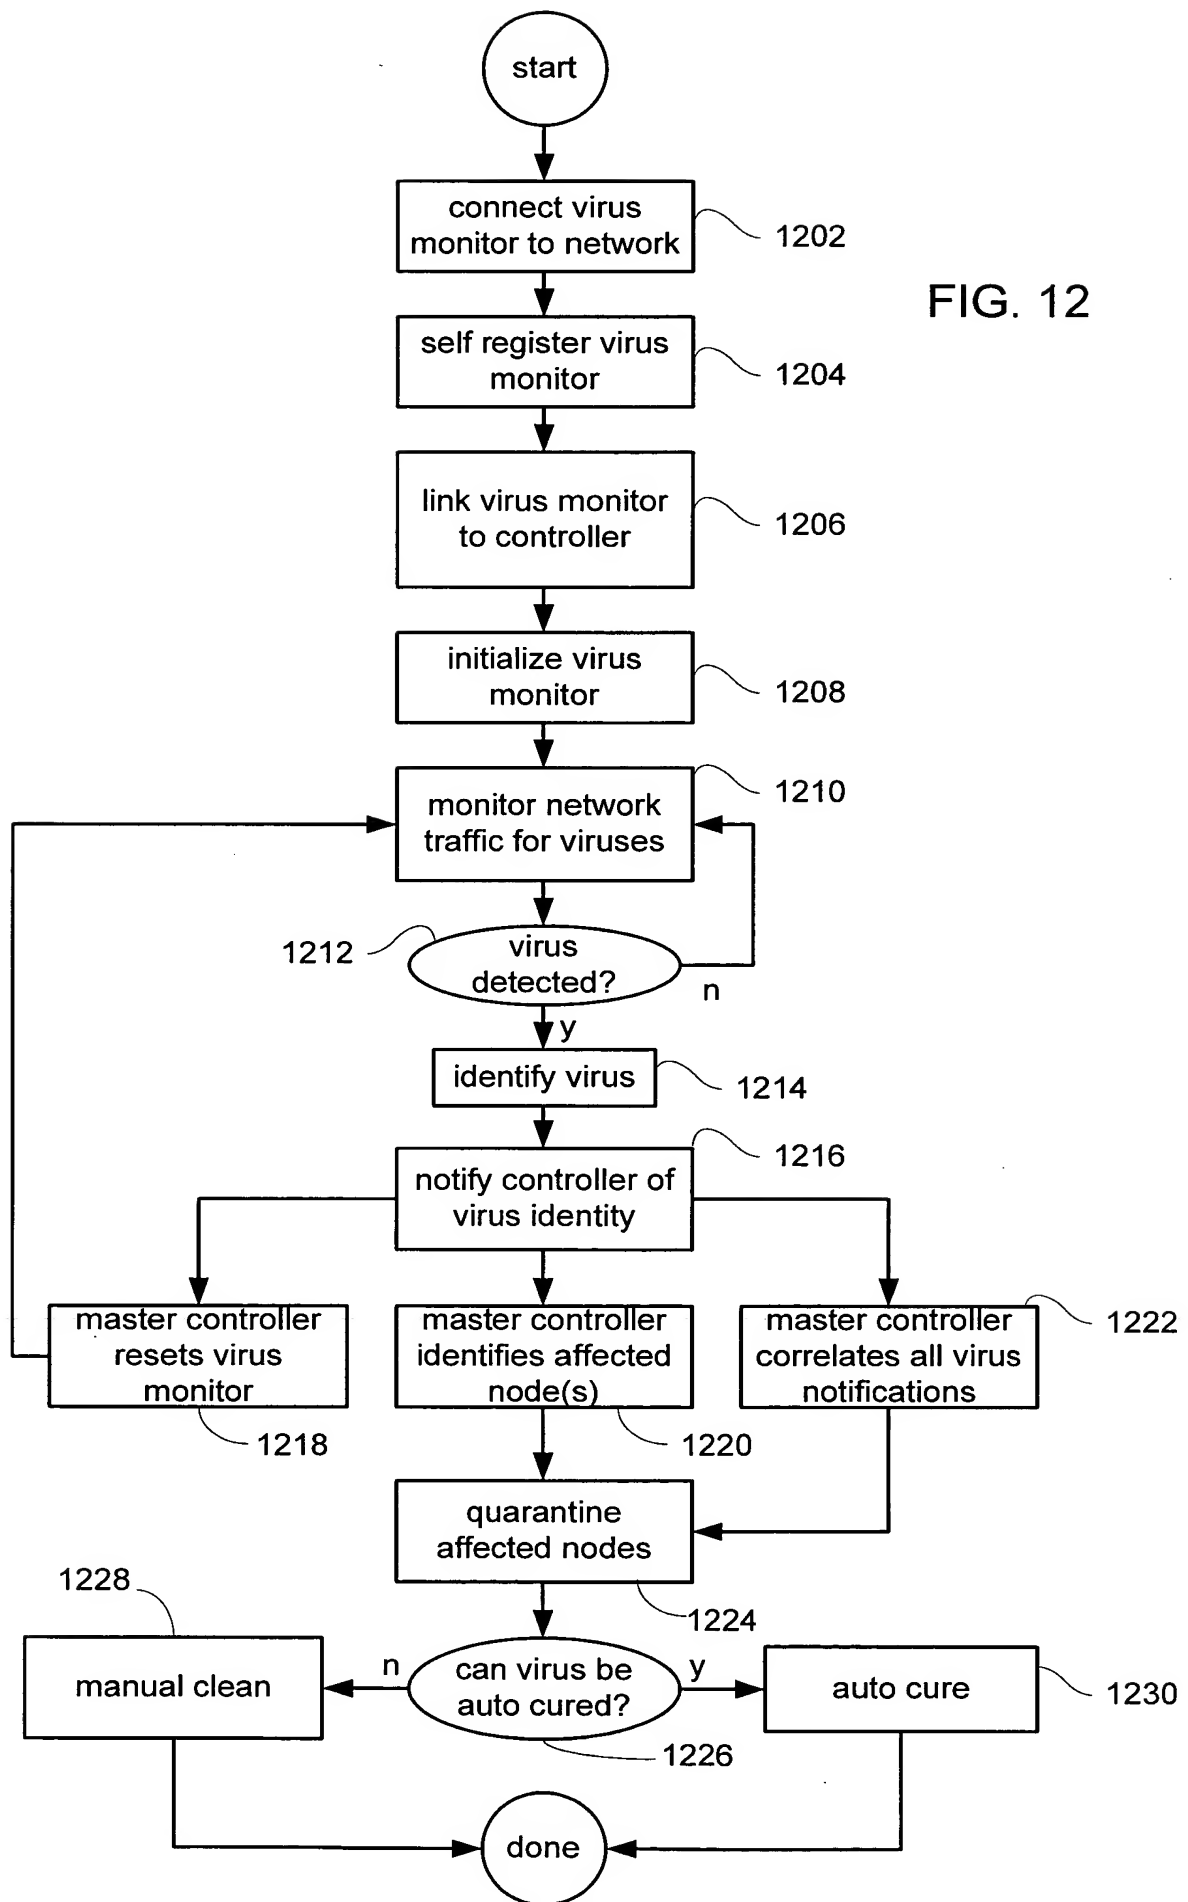 start
connect virus
monitor to network
1202
FIG. 12
self register virus
monitor
1204
link virus monitor
to controller
1206
initialize virus
monitor
1208
monitor network
traffic for viruses
1210
1212
virus
detected?
n
y
identify virus
1214
notify controller of
virus identity
1216
master controller
resets virus
monitor
1218
master controller
identifies affected
node(s)
1220
master controller
correlates all virus
notifications
1222
quarantine
affected nodes
1224
1228
manual clean
n
can virus be
auto cured?
y
1226
auto cure
1230
done